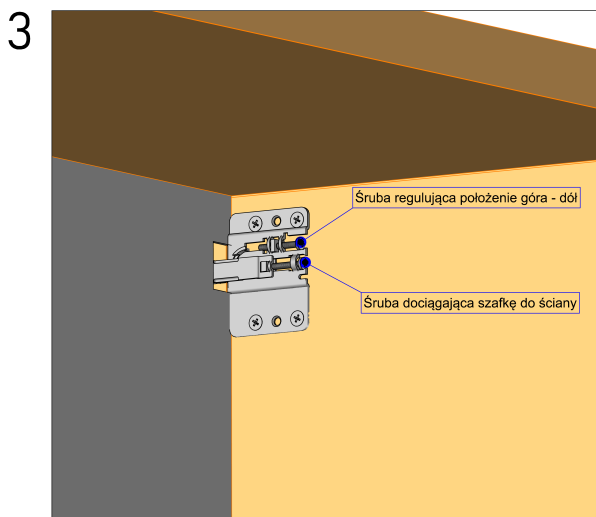 3
Śruba regulująca położenie góra - dół
Śruba dociągająca szafkę do ściany